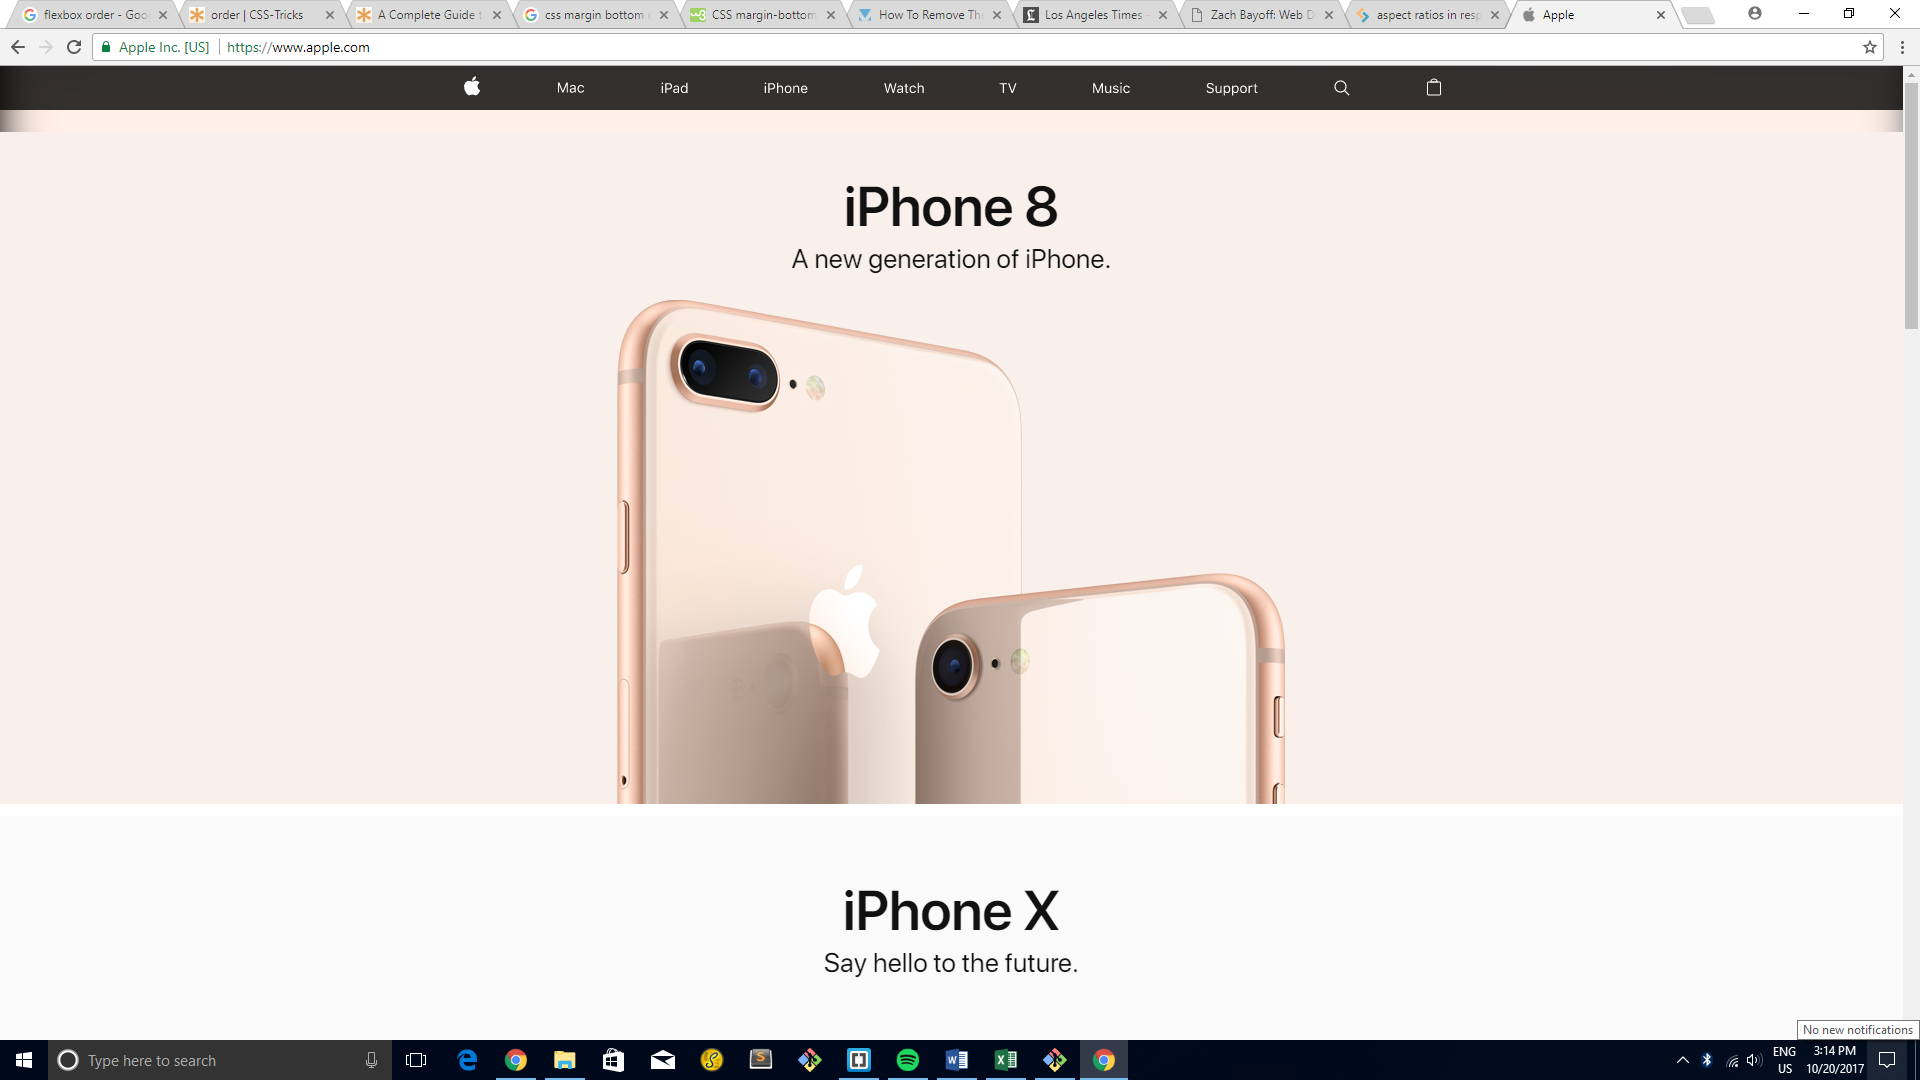 flexbox order - Goo
order | CSS-Tricks
A Complete Guide t
css margin bottom
CSS margin-bottom
How To Remove The
Los Angeles Times -
Zach Bayoff: Web D
aspect ratios in resp
Apple
Apple Inc. [US]
https://www.apple.com
Mac
iPad
iPhone
Watch
TV
Music
Support
iPhone 8
A new generation of iPhone.
iPhone X
Say hello to the future.
No new notifications
Type here to search
ENG
US
3:14 PM
10/20/2017